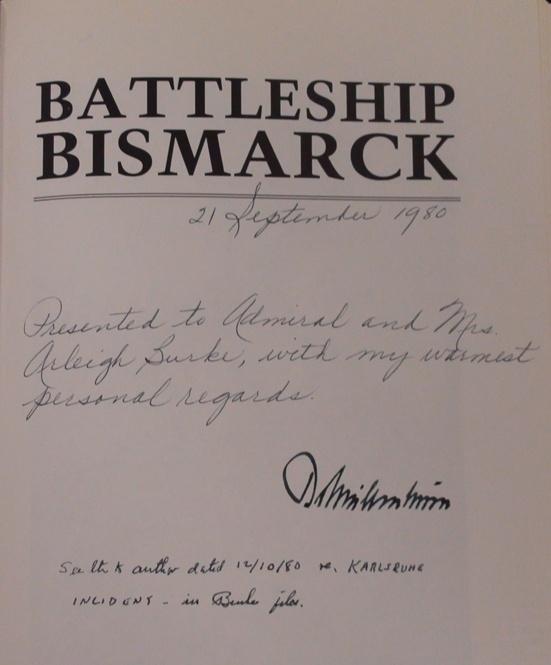 BATTLESHIP
BISMARCK
21 September 1980
Presented to Admiral and Mrs.
Arleigh Burke, with my warmest
personal regards.
See ltr to author dated 12/10/80 re. KARLSRUHE
INCIDENT - in Burke files.